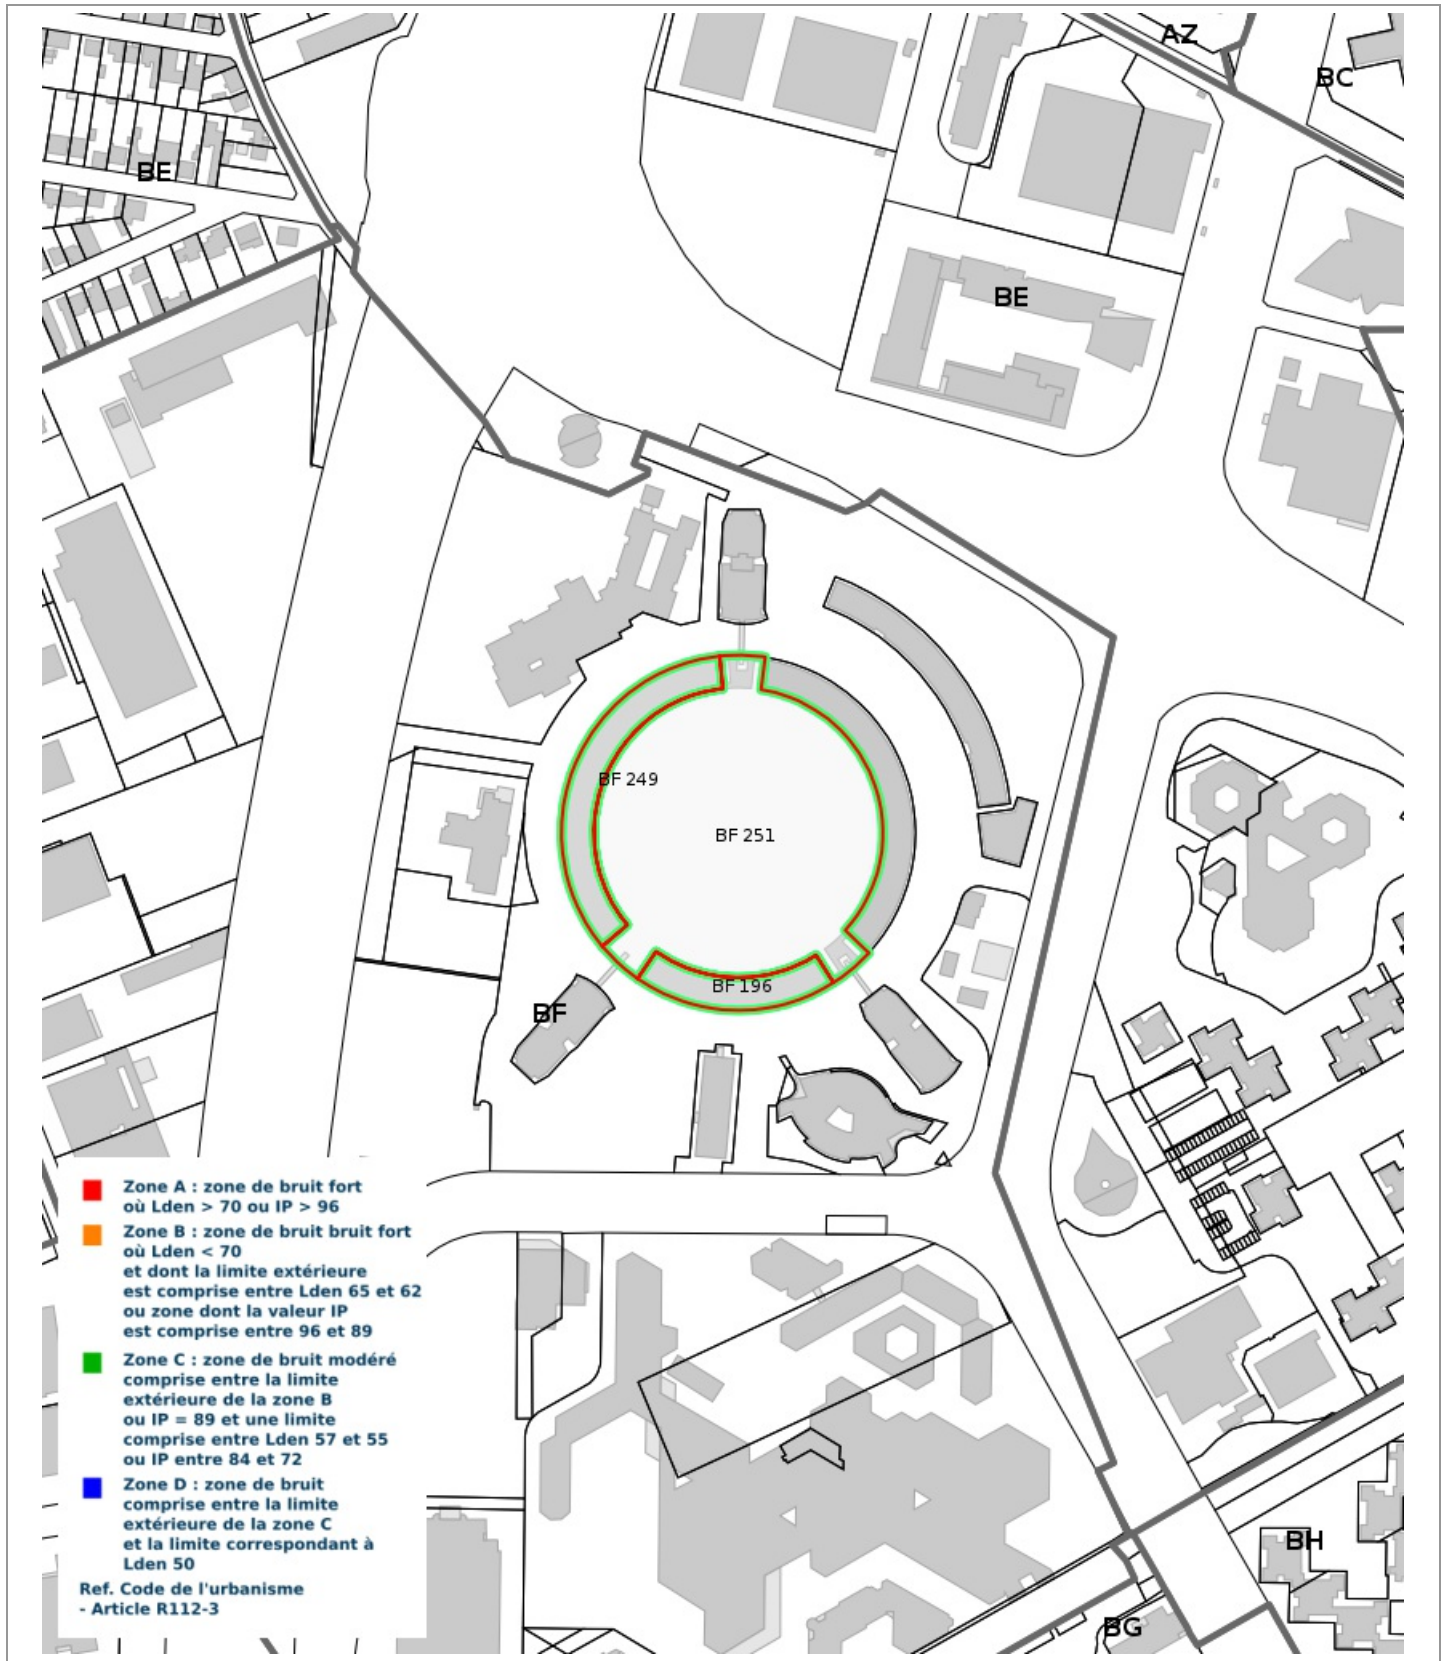 AZ
BC
BE
BE
BF 249
BF 251
BF 196
BF
Zone A : zone de bruit fort
où Lden > 70 ou IP > 96
Zone B : zone de bruit bruit fort
où Lden < 70
et dont la limite extérieure
est comprise entre Lden 65 et 62
ou zone dont la valeur IP
est comprise entre 96 et 89
Zone C : zone de bruit modéré
comprise entre la limite
extérieure de la zone B
ou IP = 89 et une limite
comprise entre Lden 57 et 55
ou IP entre 84 et 72
Zone D : zone de bruit
comprise entre la limite
extérieure de la zone C
et la limite correspondant à
Lden 50
Ref. Code de l'urbanisme
- Article R112-3
BH
BG